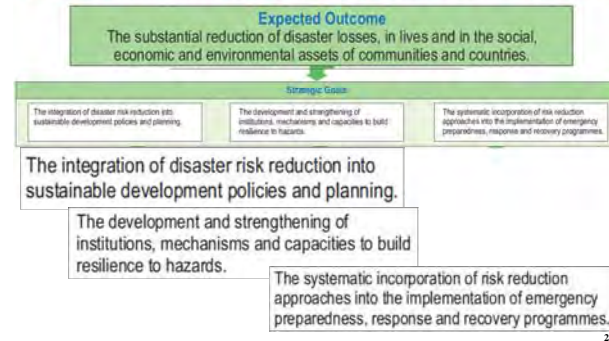 Expected Outcome
The substantial reduction of disaster losses, in lives and in the social,
economic and environmental assets of communities and countries.
Strategic Goals
The integration of disaster risk reduction into
sustainable development policies and planning.
The development and strengthening of
institutions, mechanisms and capacities to build
resilience to hazards.
The systematic incorporation of risk reduction
approaches into the implementation of emergency
preparedness, response and recovery programmes.
The integration of disaster risk reduction into
sustainable development policies and planning.
The development and strengthening of
institutions, mechanisms and capacities to build
resilience to hazards.
The systematic incorporation of risk reduction
approaches into the implementation of emergency
preparedness, response and recovery programmes.
2